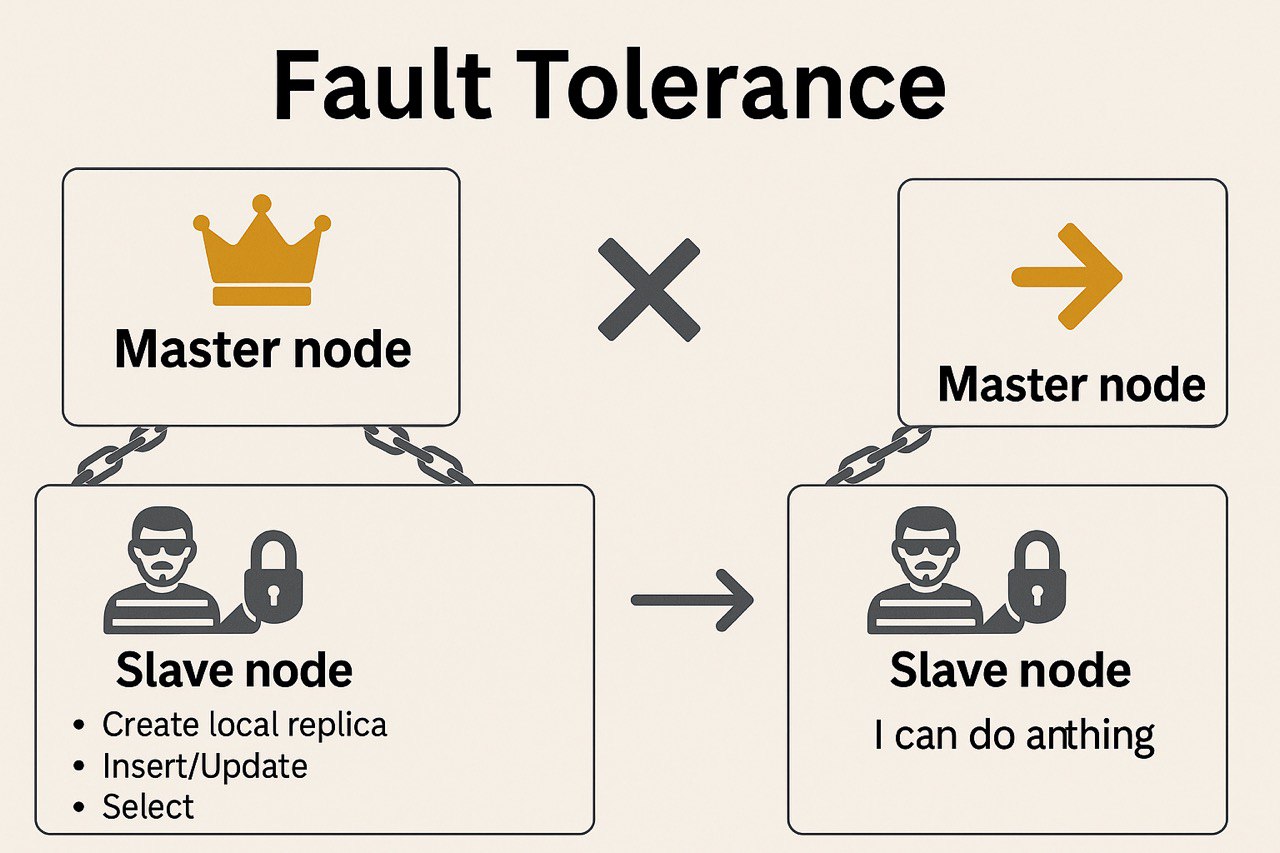 Fault Tolerance
Master node
Master node
Slave node
• Create local replica
• Insert/Update
• Select
Slave node
I can do anthing